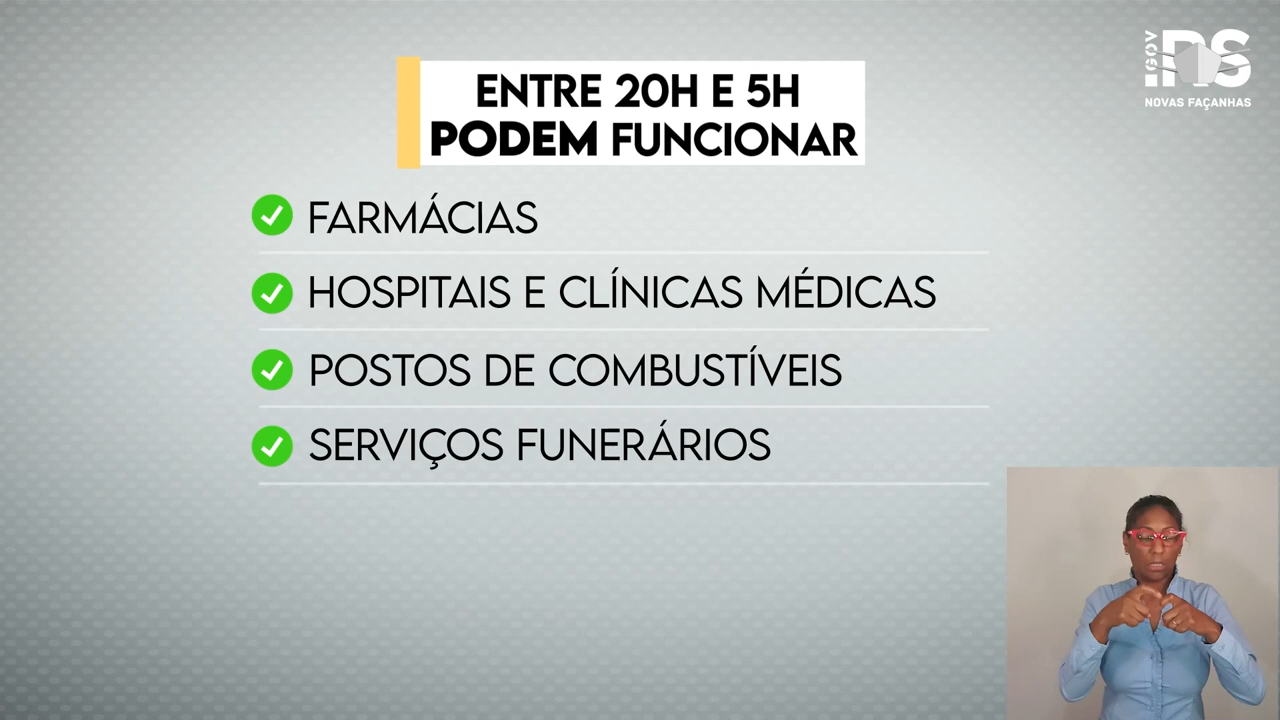 ENTRE 20H E 5H
PODEM FUNCIONAR
FARMÁCIAS
HOSPITAIS E CLÍNICAS MÉDICAS
POSTOS DE COMBUSTÍVEIS
SERVIÇOS FUNERÁRIOS
GOV
RS
NOVAS FAÇANHAS